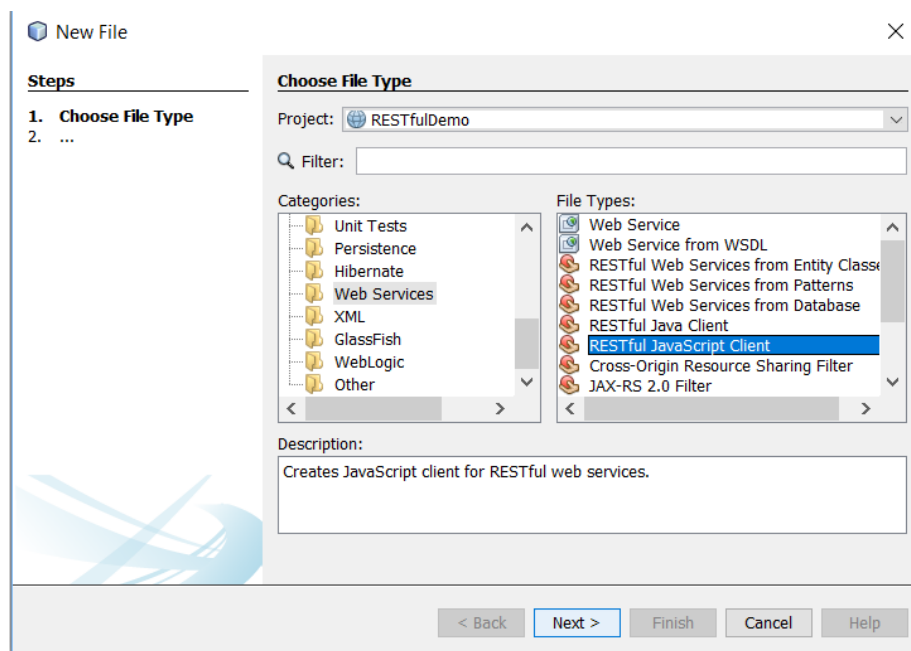 New File
Steps
1. Choose File Type
2. ...
Choose File Type
Project: RESTfulDemo
Filter:
Categories:
Unit Tests
Persistence
Hibernate
Web Services
XML
GlassFish
WebLogic
Other
File Types:
Web Service
Web Service from WSDL
RESTful Web Services from Entity Classe
RESTful Web Services from Patterns
RESTful Web Services from Database
RESTful Java Client
RESTful JavaScript Client
Cross-Origin Resource Sharing Filter
JAX-RS 2.0 Filter
Description:
Creates JavaScript client for RESTful web services.
< Back Next > Finish Cancel Help